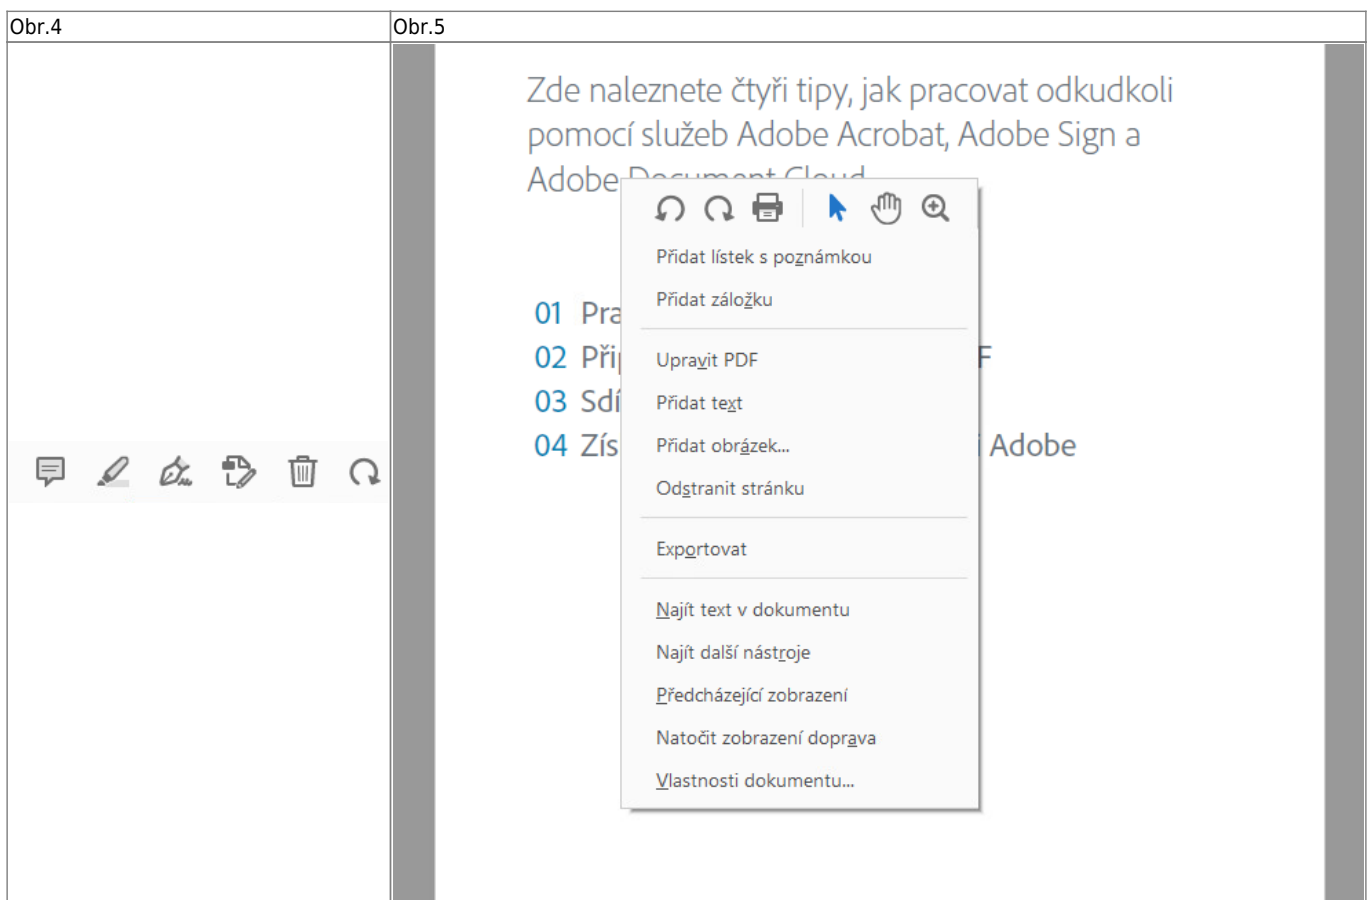 Obr.4
Obr.5
Zde naleznete čtyři tipy, jak pracovat odkudkoli
pomocí služeb Adobe Acrobat, Adobe Sign a
Adobe Document Cloud
Přidat lístek s poznámkou
Přidat záložku
01 Pra
02 Při F
03 Sdí
04 Zís i Adobe
Upravit PDF
Přidat text
Přidat obrázek...
Odstranit stránku
Exportovat
Najít text v dokumentu
Najít další nástroje
Předcházející zobrazení
Natočit zobrazení doprava
Vlastnosti dokumentu...